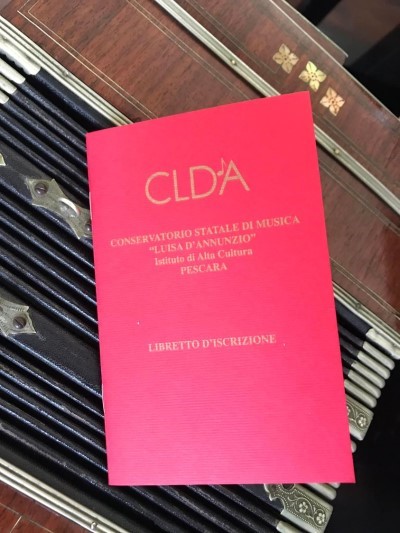 CLDA
CONSERVATORIO STATALE DI MUSICA
"LUISA D'ANNUNZIO"
Istituto di Alta Cultura
PESCARA
LIBRETTO D'ISCRIZIONE